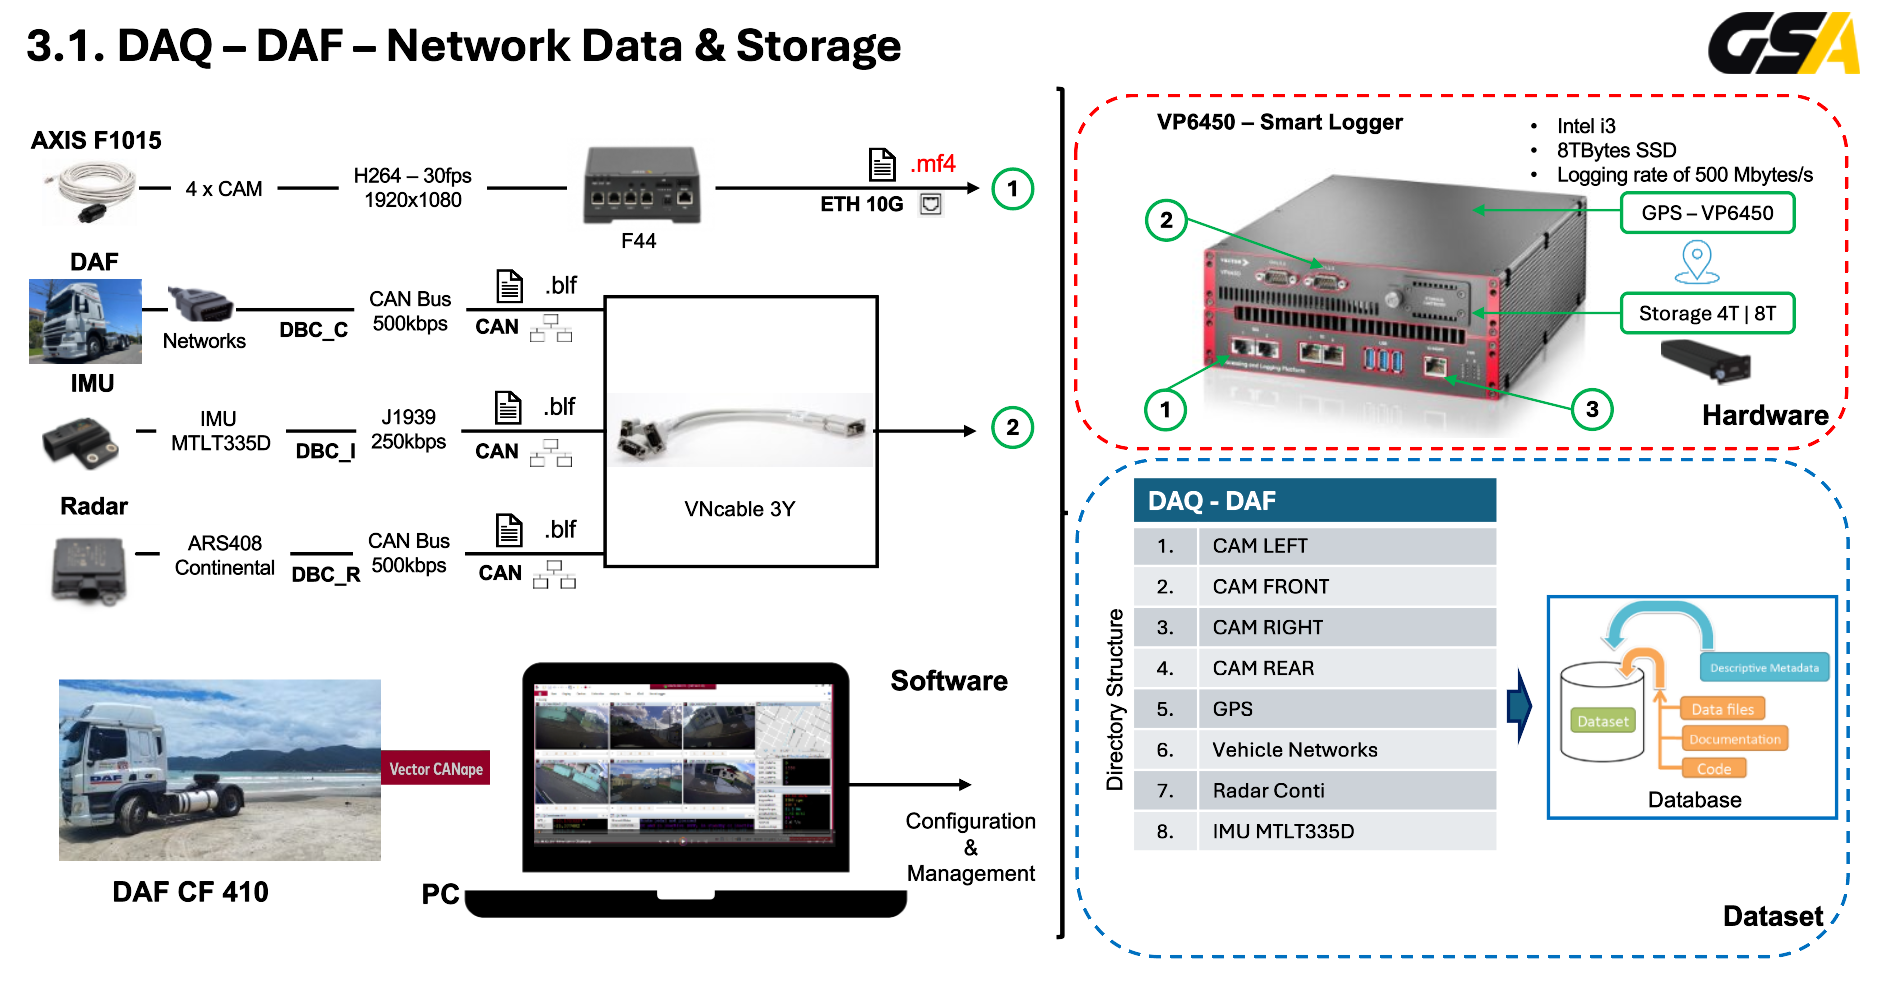 3.1. DAQ – DAF – Network Data & Storage
GSA
AXIS F1015
4 x CAM
H264 – 30fps
1920x1080
F44
.mf4
ETH 10G
1
DAF
Networks
DBC_C
CAN Bus
500kbps
.blf
CAN
IMU
IMU
MTLT335D
DBC_I
J1939
250kbps
.blf
CAN
Radar
ARS408
Continental
DBC_R
CAN Bus
500kbps
.blf
CAN
VNcable 3Y
2
DAF
DAF CF 410
Vector CANape
PC
Software
Configuration
&
Management
VP6450 – Smart Logger
• Intel i3
• 8TBytes SSD
• Logging rate of 500 Mbytes/s
GPS – VP6450
Storage 4T | 8T
2
1
3
VECTOR
VP6450
Logging Platform
Hardware
Directory Structure
DAQ - DAF
1. CAM LEFT
2. CAM FRONT
3. CAM RIGHT
4. CAM REAR
5. GPS
6. Vehicle Networks
7. Radar Conti
8. IMU MTLT335D
Descriptive Metadata
Dataset
Data files
Documentation
Code
Database
Dataset